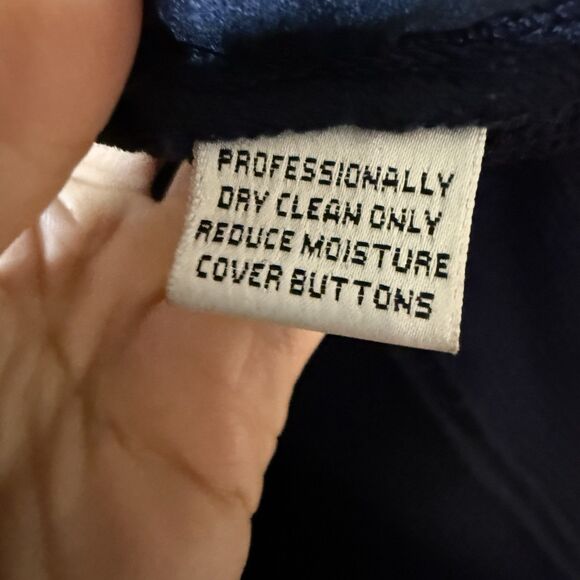 PROFESSIONALLY
DRY CLEAN ONLY
REDUCE MOISTURE
COVER BUTTONS